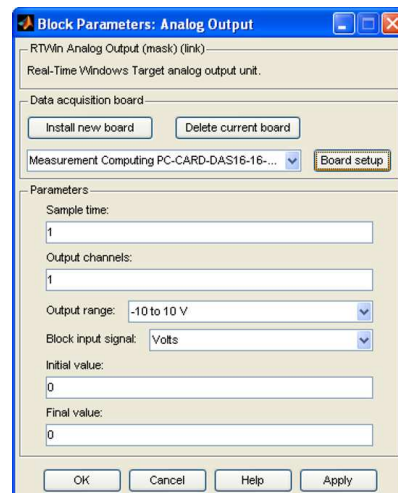 Block Parameters: Analog Output
RTWin Analog Output (mask) (link)
Real-Time Windows Target analog output unit.
Data acquisition board
Install new board Delete current board
Measurement Computing PC-CARD-DAS16-16-... Board setup
Parameters
Sample time:
1
Output channels:
1
Output range: -10 to 10 V
Block input signal: Volts
Initial value:
0
Final value:
0
OK Cancel Help Apply